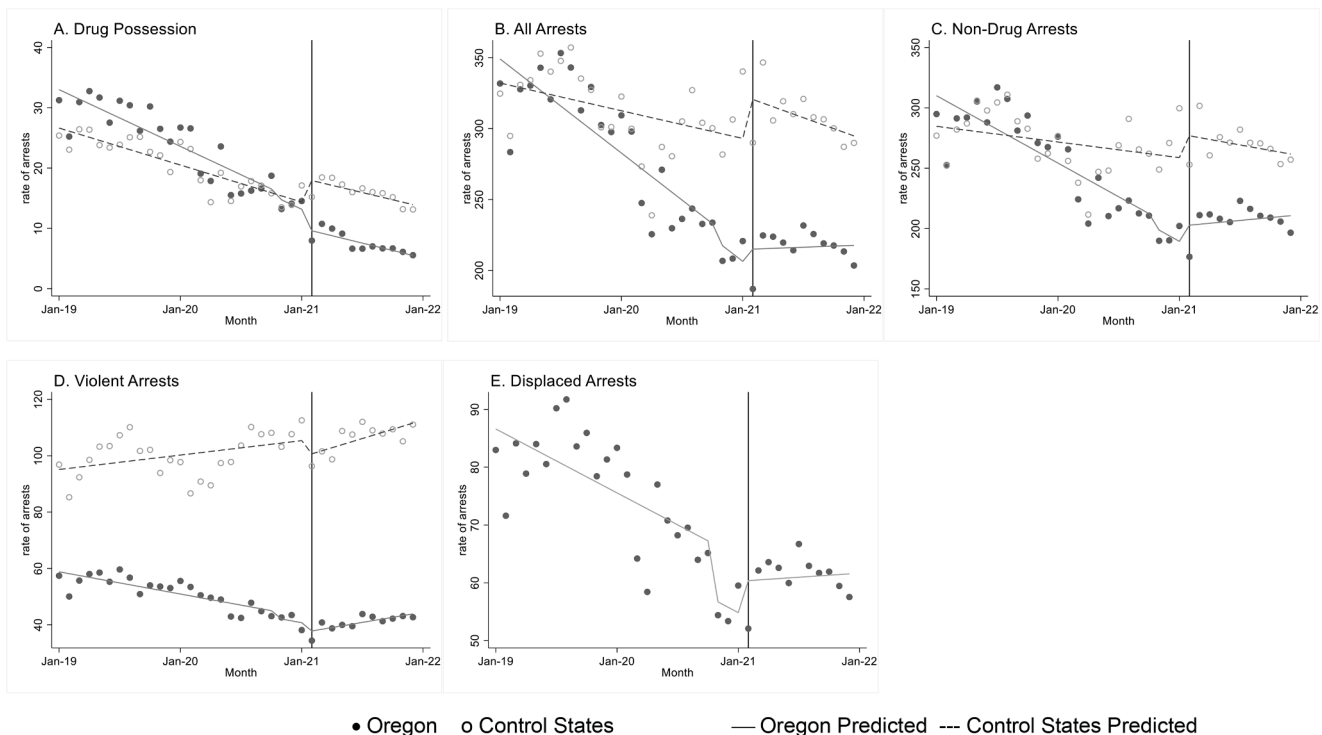 A. Drug Possession
rate of arrests
40
30
20
10
0
Jan-19 Jan-20 Jan-21 Jan-22
Month
B. All Arrests
rate of arrests
350
300
250
200
Jan-19 Jan-20 Jan-21 Jan-22
Month
C. Non-Drug Arrests
rate of arrests
350
300
250
200
150
Jan-19 Jan-20 Jan-21 Jan-22
Month
D. Violent Arrests
rate of arrests
120
100
80
60
40
Jan-19 Jan-20 Jan-21 Jan-22
Month
E. Displaced Arrests
rate of arrests
90
80
70
60
50
Jan-19 Jan-20 Jan-21 Jan-22
Month
Oregon Control States Oregon Predicted Control States Predicted